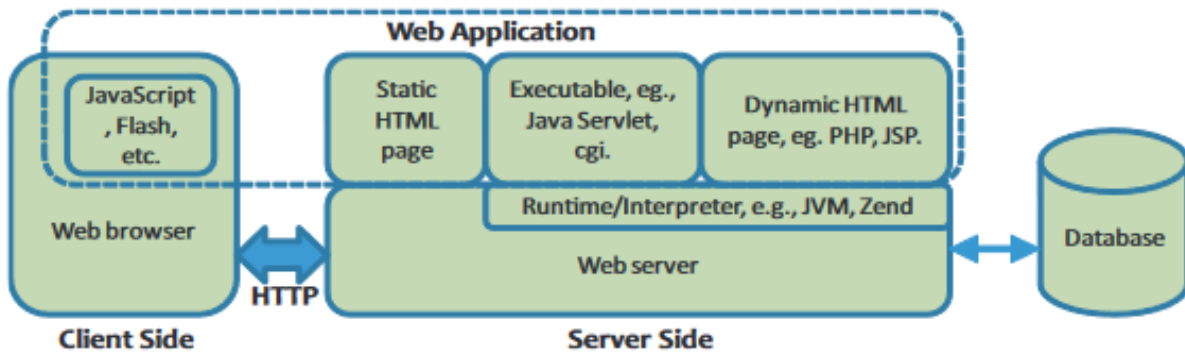 Web Application
JavaScript
, Flash,
etc.
Static
HTML
page
Executable, eg.,
Java Servlet,
cgi.
Dynamic HTML
page, eg. PHP, JSP.
Runtime/Interpreter, e.g., JVM, Zend
Web browser
HTTP
Web server
Database
Client Side
Server Side